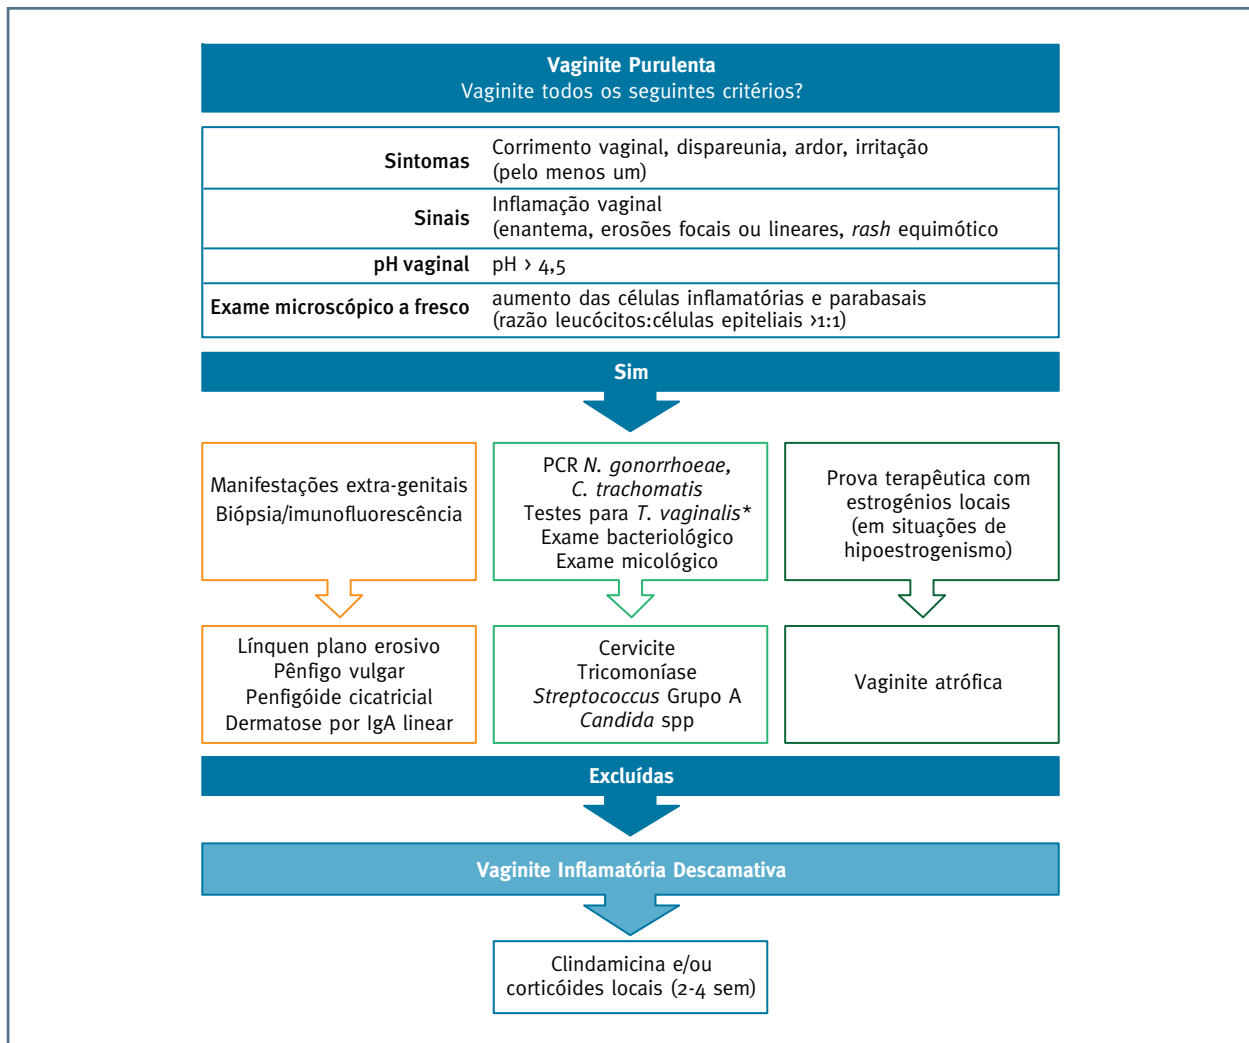 Vaginite Purulenta
Vaginite todos os seguintes critérios?
Sintomas
Corrimento vaginal, dispareunia, ardor, irritação
(pelo menos um)
Sinais
Inflamação vaginal
(enantema, erosões focais ou lineares, rash equimótico
pH vaginal
pH > 4,5
Exame microscópico a fresco
aumento das células inflamatórias e parabasais
(razão leucócitos:células epiteliais >1:1)
Sim
Manifestações extra-genitais
Biópsia/imunofluorescência
PCR N. gonorrhoeae,
C. trachomatis
Testes para T. vaginalis*
Exame bacteriológico
Exame micológico
Prova terapêutica com
estrogénios locais
(em situações de
hipoestrogenismo)
Línquen plano erosivo
Pênfigo vulgar
Penfigóide cicatricial
Dermatose por IgA linear
Cervicite
Tricomoníase
Streptococcus Grupo A
Candida spp
Vaginite atrófica
Excluídas
Vaginite Inflamatória Descamativa
Clindamicina e/ou
corticóides locais (2-4 sem)